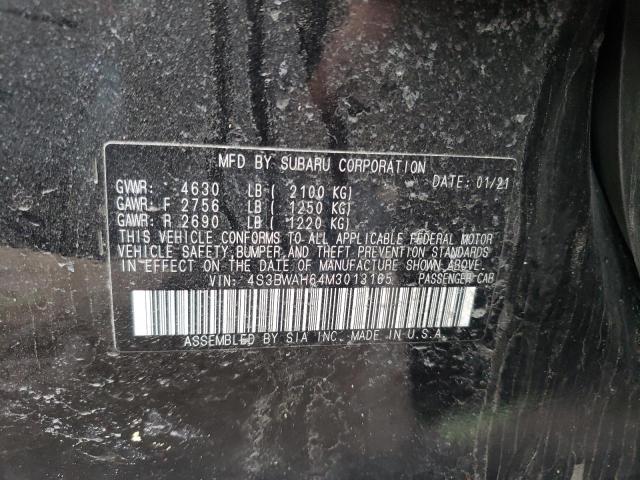 MFD BY SUBARU CORPORATION
DATE: 01/21
GVWR: 4630 LB ( 2100 KG)
GAWR: F 2756 LB ( 1250 KG)
GAWR: R 2690 LB ( 1220 KG)
THIS VEHICLE CONFORMS TO ALL APPLICABLE FEDERAL MOTOR
VEHICLE SAFETY, BUMPER, AND THEFT PREVENTION STANDARDS
IN EFFECT ON THE DATE OF MANUFACTURE SHOWN ABOVE.
VIN: 4S3BWAH64M3013165 PASSENGER CAR
ASSEMBLED BY SIA INC. MADE IN U.S.A.